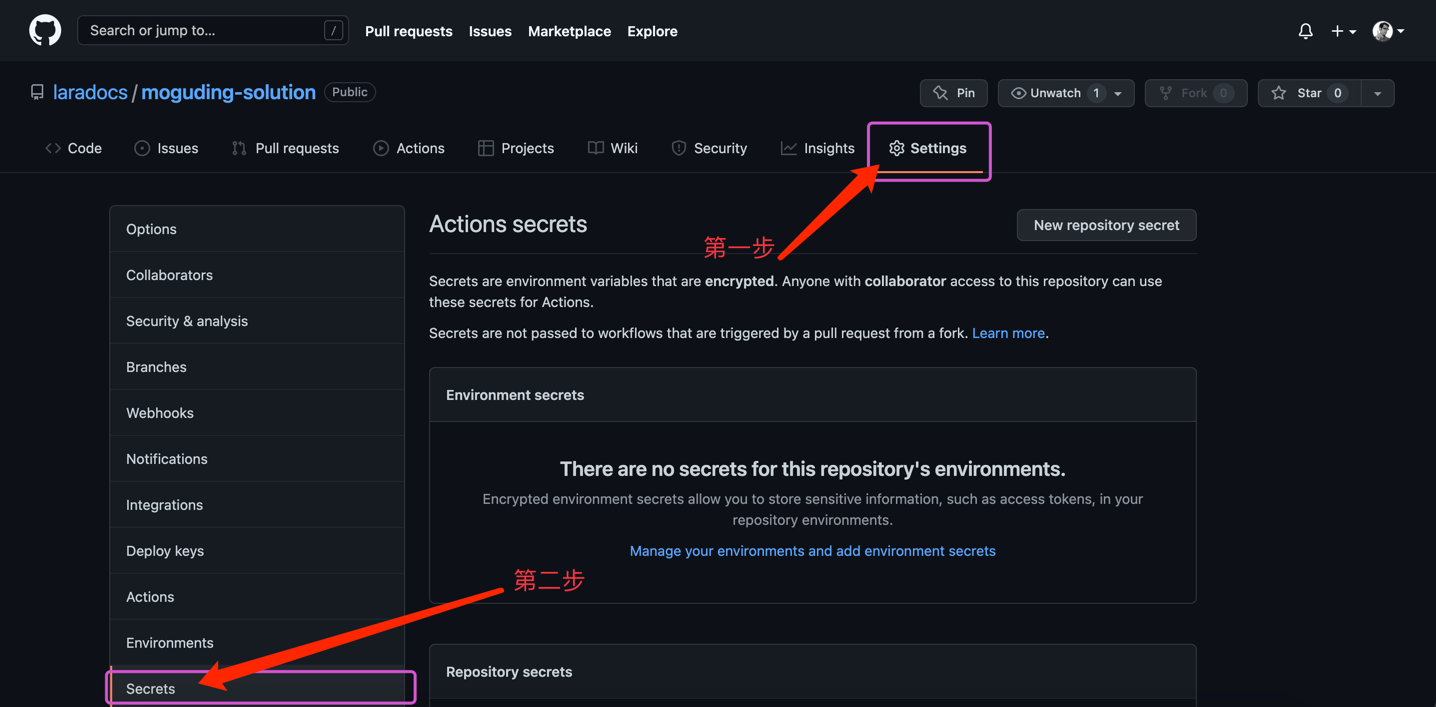 Search or jump to... /
Pull requests Issues Marketplace Explore
laradocs / moguding-solution Public
Pin Unwatch 1 Fork 0 Star 0
Code Issues Pull requests Actions Projects Wiki Security Insights Settings
Options
Collaborators
Security & analysis
Branches
Webhooks
Notifications
Integrations
Deploy keys
Actions
Environments
Secrets
Actions secrets
New repository secret
第一步
Secrets are environment variables that are encrypted. Anyone with collaborator access to this repository can use
these secrets for Actions.
Secrets are not passed to workflows that are triggered by a pull request from a fork. Learn more.
Environment secrets
There are no secrets for this repository's environments.
Encrypted environment secrets allow you to store sensitive information, such as access tokens, in your
repository environments.
Manage your environments and add environment secrets
第二步
Repository secrets